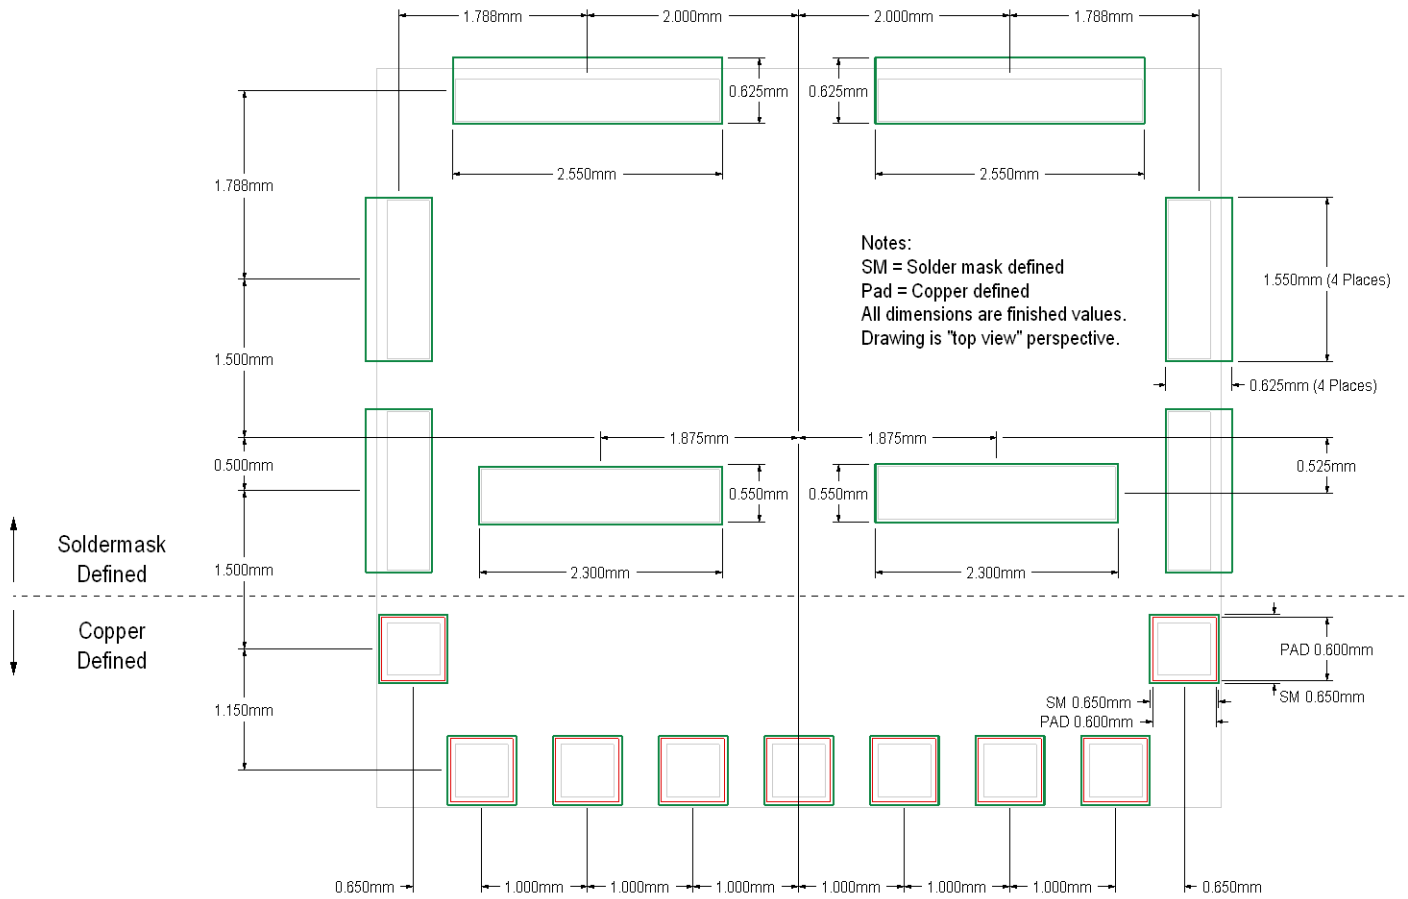 1.788mm 2.000mm 2.000mm 1.788mm
0.625mm 0.625mm
2.550mm 2.550mm
1.788mm
Notes:
SM = Solder mask defined
Pad = Copper defined
All dimensions are finished values.
Drawing is "top view" perspective.
1.550mm (4 Places)
1.500mm
0.625mm (4 Places)
1.875mm 1.875mm
0.500mm
0.525mm
0.550mm 0.550mm
Soldermask
Defined
1.500mm
2.300mm 2.300mm
Copper
Defined
PAD 0.600mm
SM 0.650mm
SM 0.650mm
PAD 0.600mm
1.150mm
0.650mm 1.000mm 1.000mm 1.000mm 1.000mm 1.000mm 1.000mm 0.650mm